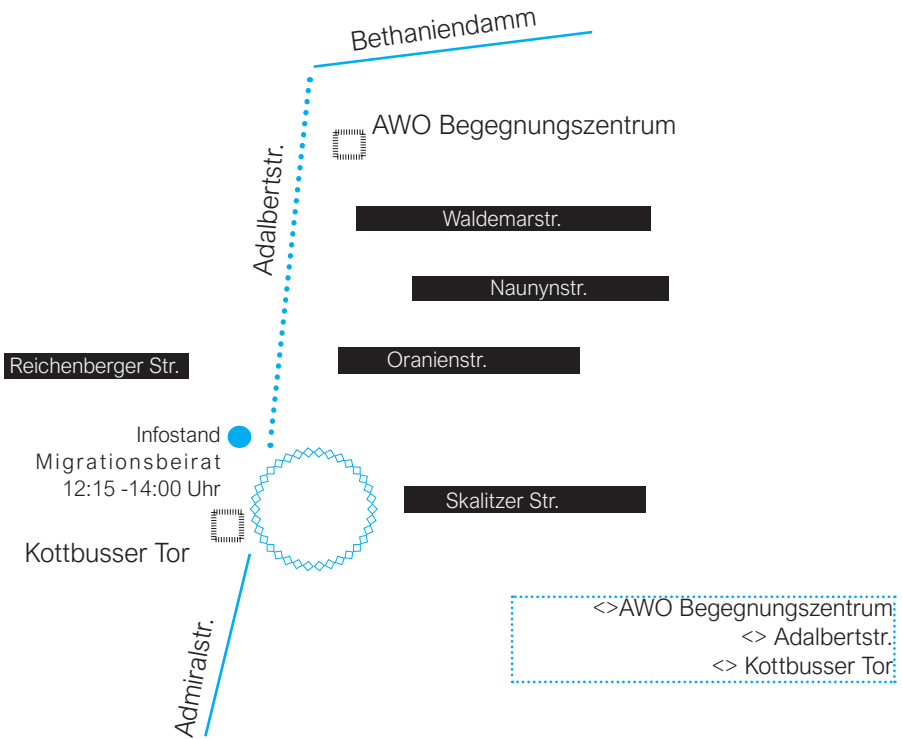 Bethaniendamm
AWO Begegnungszentrum
Adalbertstr.
Waldemarstr.
Naunynstr.
Oranienstr.
Reichenberger Str.
Infostand
Migrationsbeirat
12:15 -14:00 Uhr
Skalitzer Str.
Kottbusser Tor
Admiralstr.
<>AWO Begegnungszentrum
<> Adalbertstr.
<> Kottbusser Tor